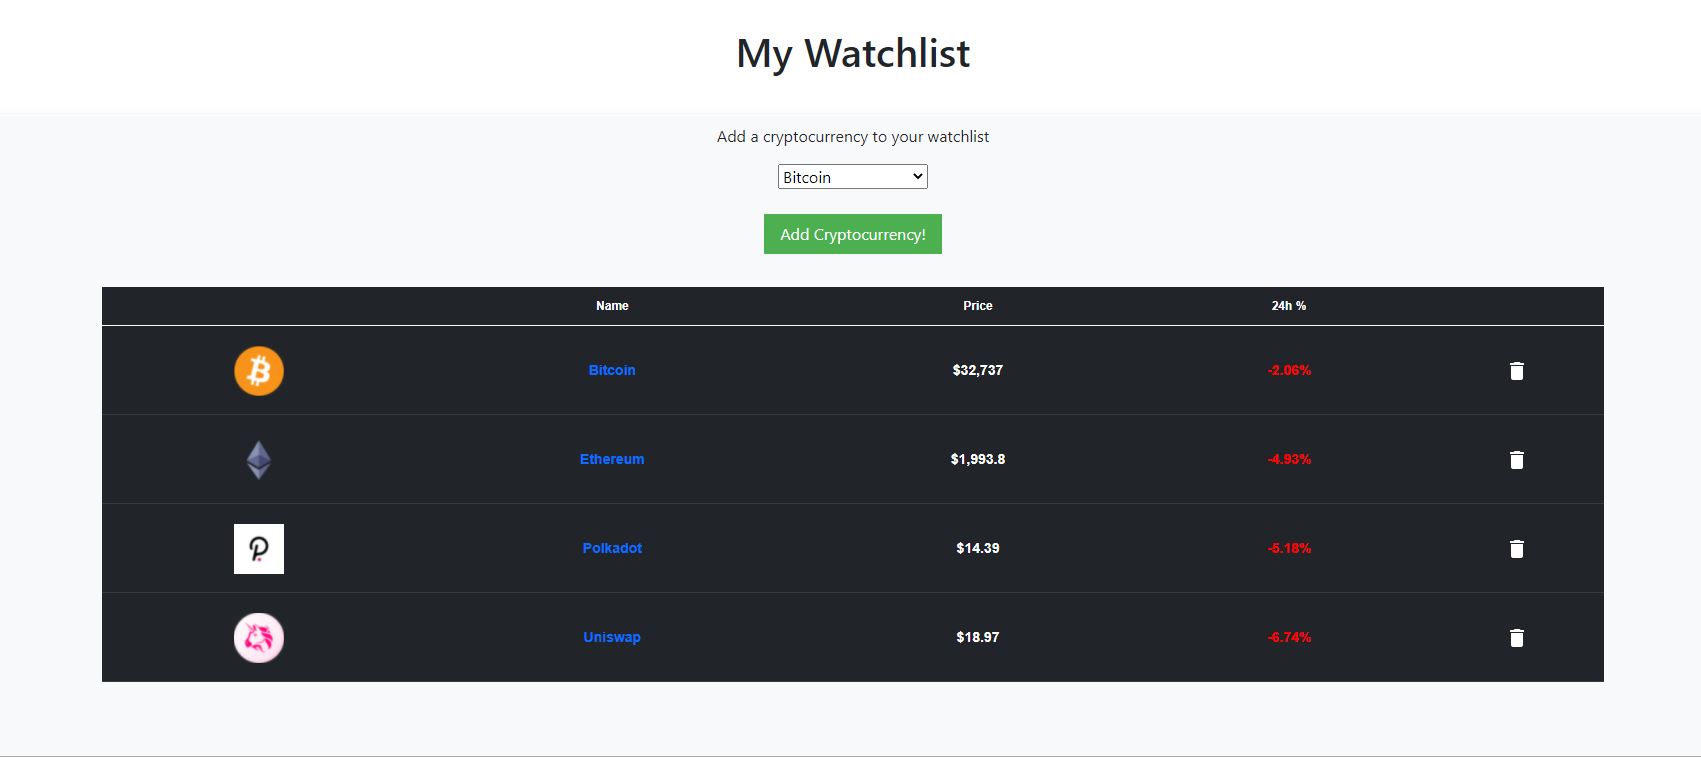 My Watchlist
Add a cryptocurrency to your watchlist
Bitcoin
Add Cryptocurrency!
Name Price 24h %
Bitcoin $32,737 -2.06%
Ethereum $1,993.8 -4.93%
Polkadot $14.39 -5.18%
Uniswap $18.97 -6.74%